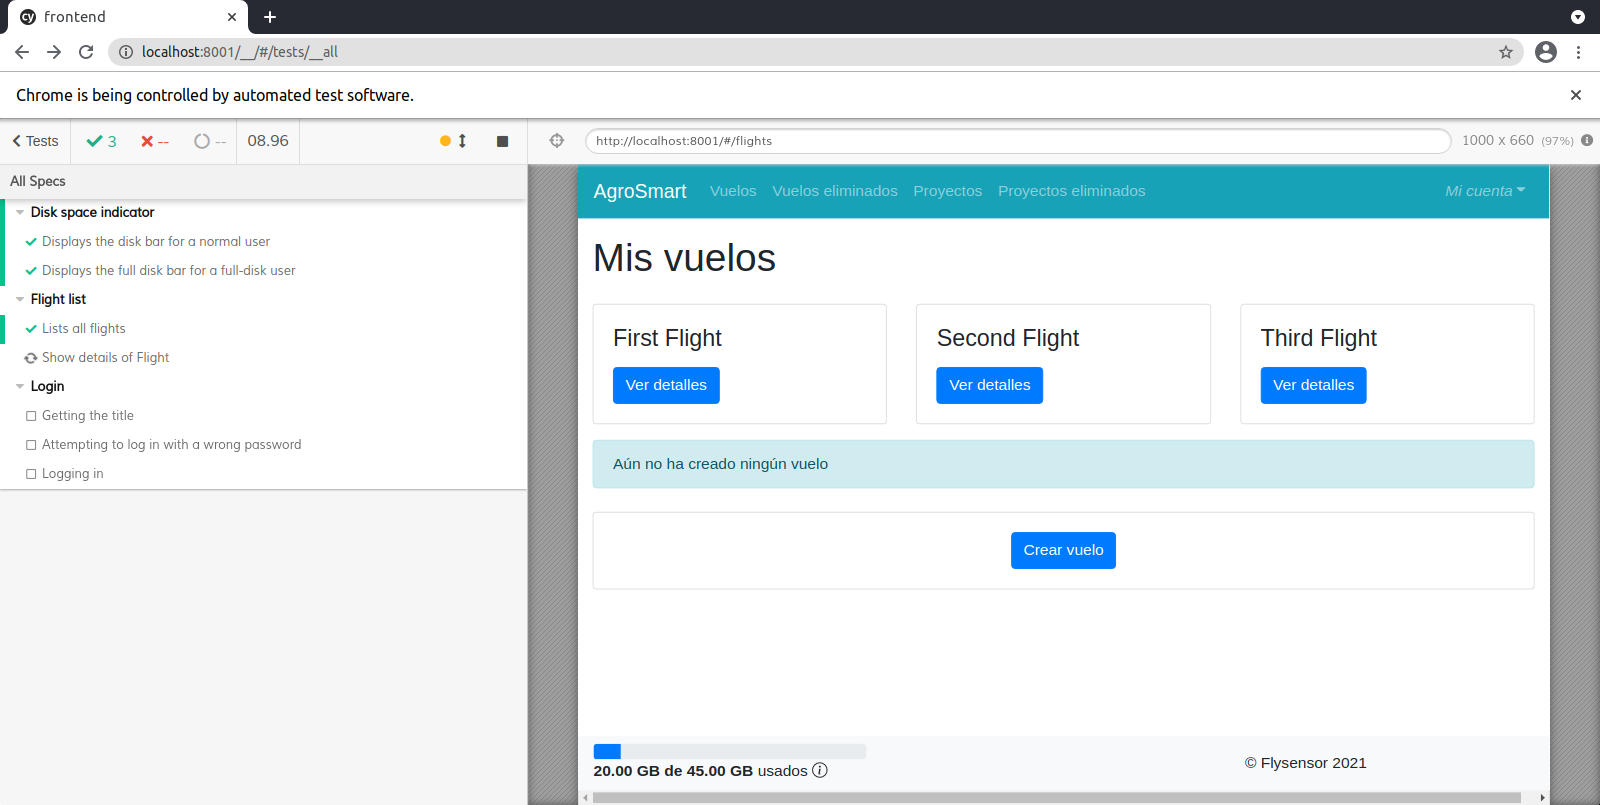 frontend
localhost:8001/__/#/tests/__all
Chrome is being controlled by automated test software.
Tests 3 -- -- 08.96
http://localhost:8001/#/flights 1000 x 660 (97%)
All Specs
Disk space indicator
Displays the disk bar for a normal user
Displays the full disk bar for a full-disk user
Flight list
Lists all flights
Show details of Flight
Login
Getting the title
Attempting to log in with a wrong password
Logging in
AgroSmart Vuelos Vuelos eliminados Proyectos Proyectos eliminados Mi cuenta
Mis vuelos
First Flight
Ver detalles
Second Flight
Ver detalles
Third Flight
Ver detalles
Aún no ha creado ningún vuelo
Crear vuelo
20.00 GB de 45.00 GB usados
© Flysensor 2021